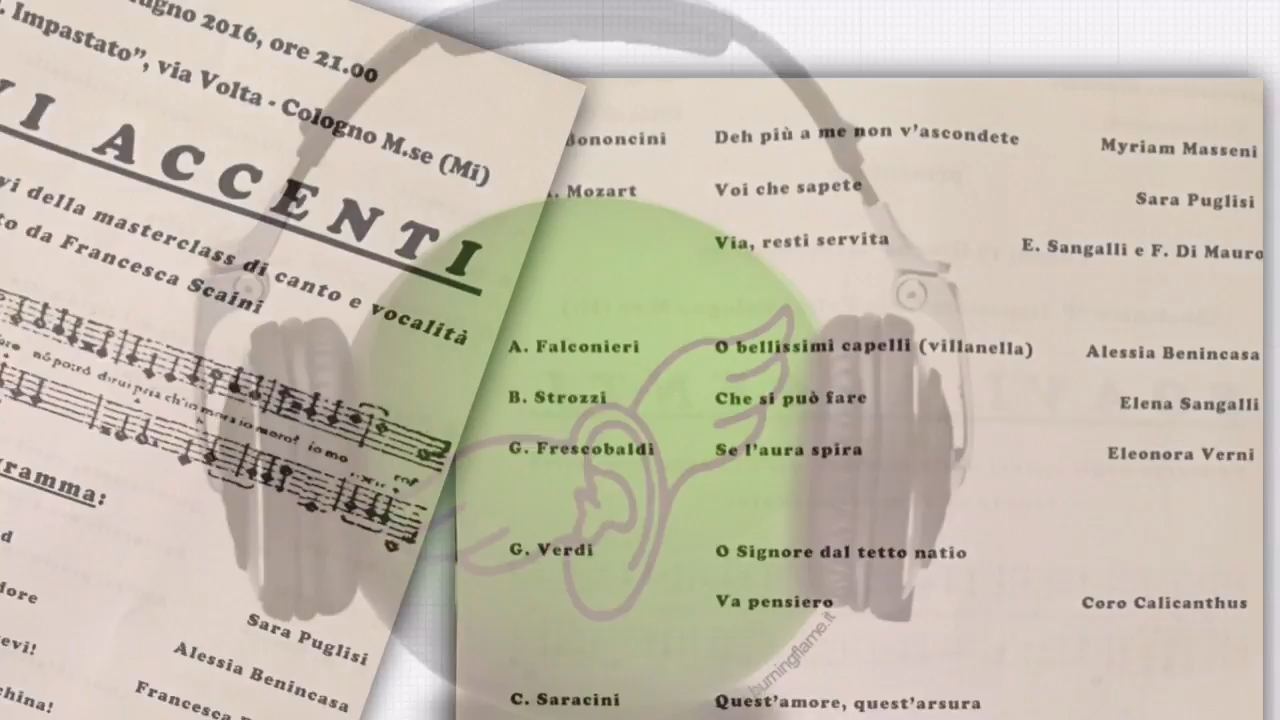 ugno 2016, ore 21.00
. Impastato”, via Volta - Cologno M.se (Mi)
I ACCENTI
vi della masterclass di canto e vocalità
to da Francesca Scaini
gramma:
Sara Puglisi
evi! Alessia Benincasa
china! Francesca
Bononcini Deh più a me non v’ascondete Myriam Masseni
. Mozart Voi che sapete Sara Puglisi
Via, resti servita E. Sangalli e F. Di Mauro
A. Falconieri O bellissimi capelli (villanella) Alessia Benincasa
B. Strozzi Che si può fare Elena Sangalli
G. Frescobaldi Se l’aura spira Eleonora Verni
G. Verdi O Signore dal tetto natio
Va pensiero Coro Calicanthus
C. Saracini Quest’amore, quest’arsura
burningflame.it